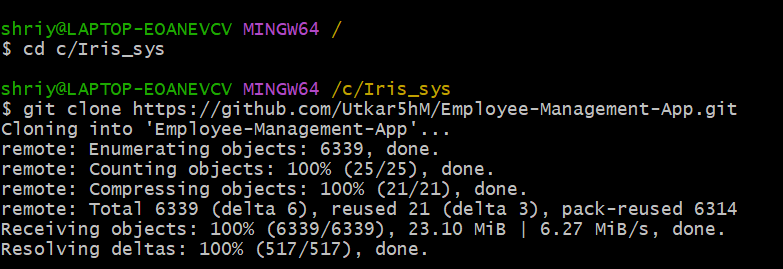 shriy@LAPTOP-EOANEVCV MINGW64 /
$ cd c/Iris_sys
shriy@LAPTOP-EOANEVCV MINGW64 /c/Iris_sys
$ git clone https://github.com/Utkar5hM/Employee-Management-App.git
Cloning into 'Employee-Management-App'...
remote: Enumerating objects: 6339, done.
remote: Counting objects: 100% (25/25), done.
remote: Compressing objects: 100% (21/21), done.
remote: Total 6339 (delta 6), reused 21 (delta 3), pack-reused 6314
Receiving objects: 100% (6339/6339), 23.10 MiB | 6.27 MiB/s, done.
Resolving deltas: 100% (517/517), done.